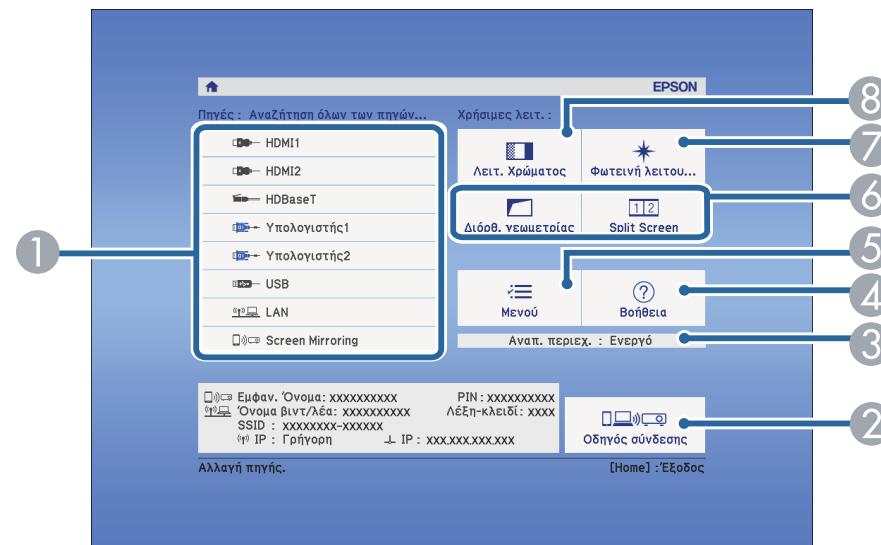 EPSON
Πηγές : Αναζήτηση όλων των πηγών...
Χρήσιμες λειτ. :
HDMI1
HDMI2
HDBaseT
Υπολογιστής1
Υπολογιστής2
USB
LAN
Screen Mirroring
Λειτ. Χρώματος
Φωτεινή λειτου...
Διόρθ. γεωμετρίας
1 2
Split Screen
Μενού
Βοήθεια
Αναπ. περιεχ. : Ενεργό
Εμφαν. Όνομα: xxxxxxxxxx
PIN : xxxxxxxxxx
Όνομα βιντ/λέα: xxxxxxxxxx
Λέξη-κλειδί: xxxx
SSID : xxxxxxxx-xxxxxx
IP : Γρήγορη
IP : xxx.xxx.xxx.xxx
Οδηγός σύνδεσης
Αλλαγή πηγής.
[Home] :Έξοδος
1
8
7
6
5
4
3
2